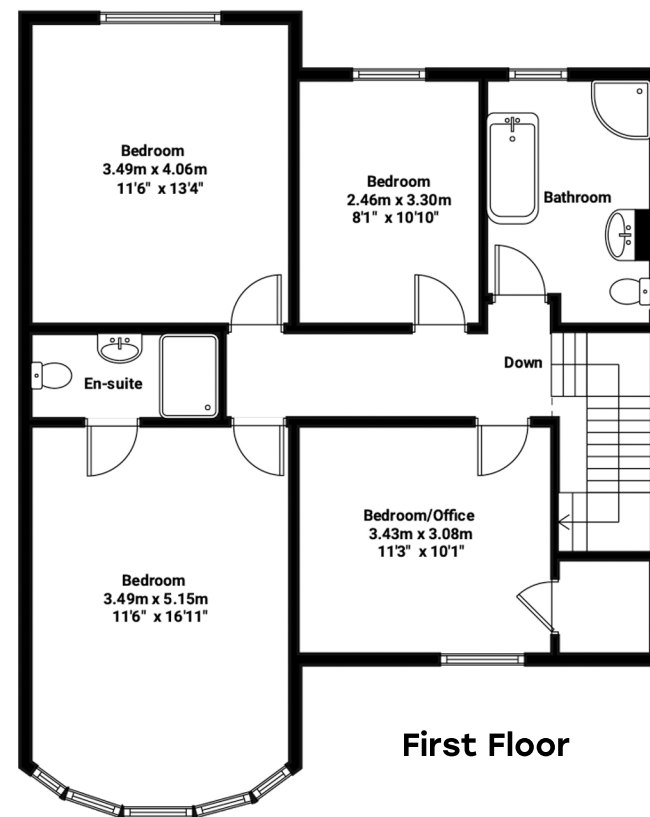 Bedroom
3.49m x 4.06m
11'6" x 13'4"
Bedroom
2.46m x 3.30m
8'1" x 10'10"
Bathroom
En-suite
Down
Bedroom/Office
3.43m x 3.08m
11'3" x 10'1"
Bedroom
3.49m x 5.15m
11'6" x 16'11"
First Floor